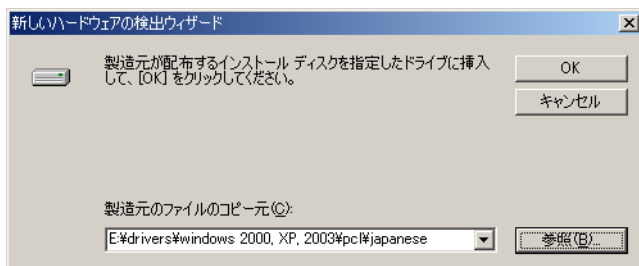 新しいハードウェアの検出ウィザード
製造元が配布するインストール ディスクを指定したドライブに挿入
して、[OK] をクリックしてください。
OK
キャンセル
製造元のファイルのコピー元(C):
E:¥drivers¥windows 2000, XP, 2003¥pcl¥japanese
参照(B)...